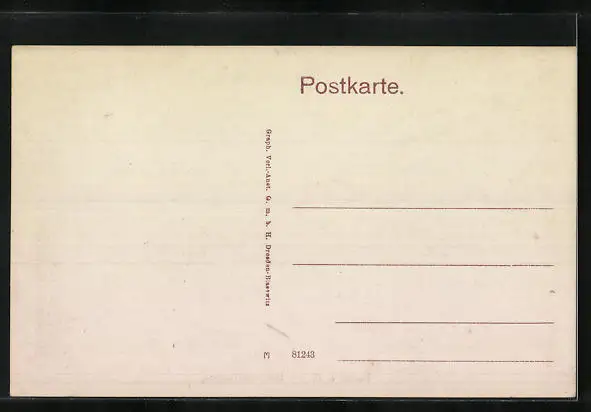 Postkarte.
Graph. Verl.-Anst. G. m. b. H. Dresden-Blasewitz
M 81243